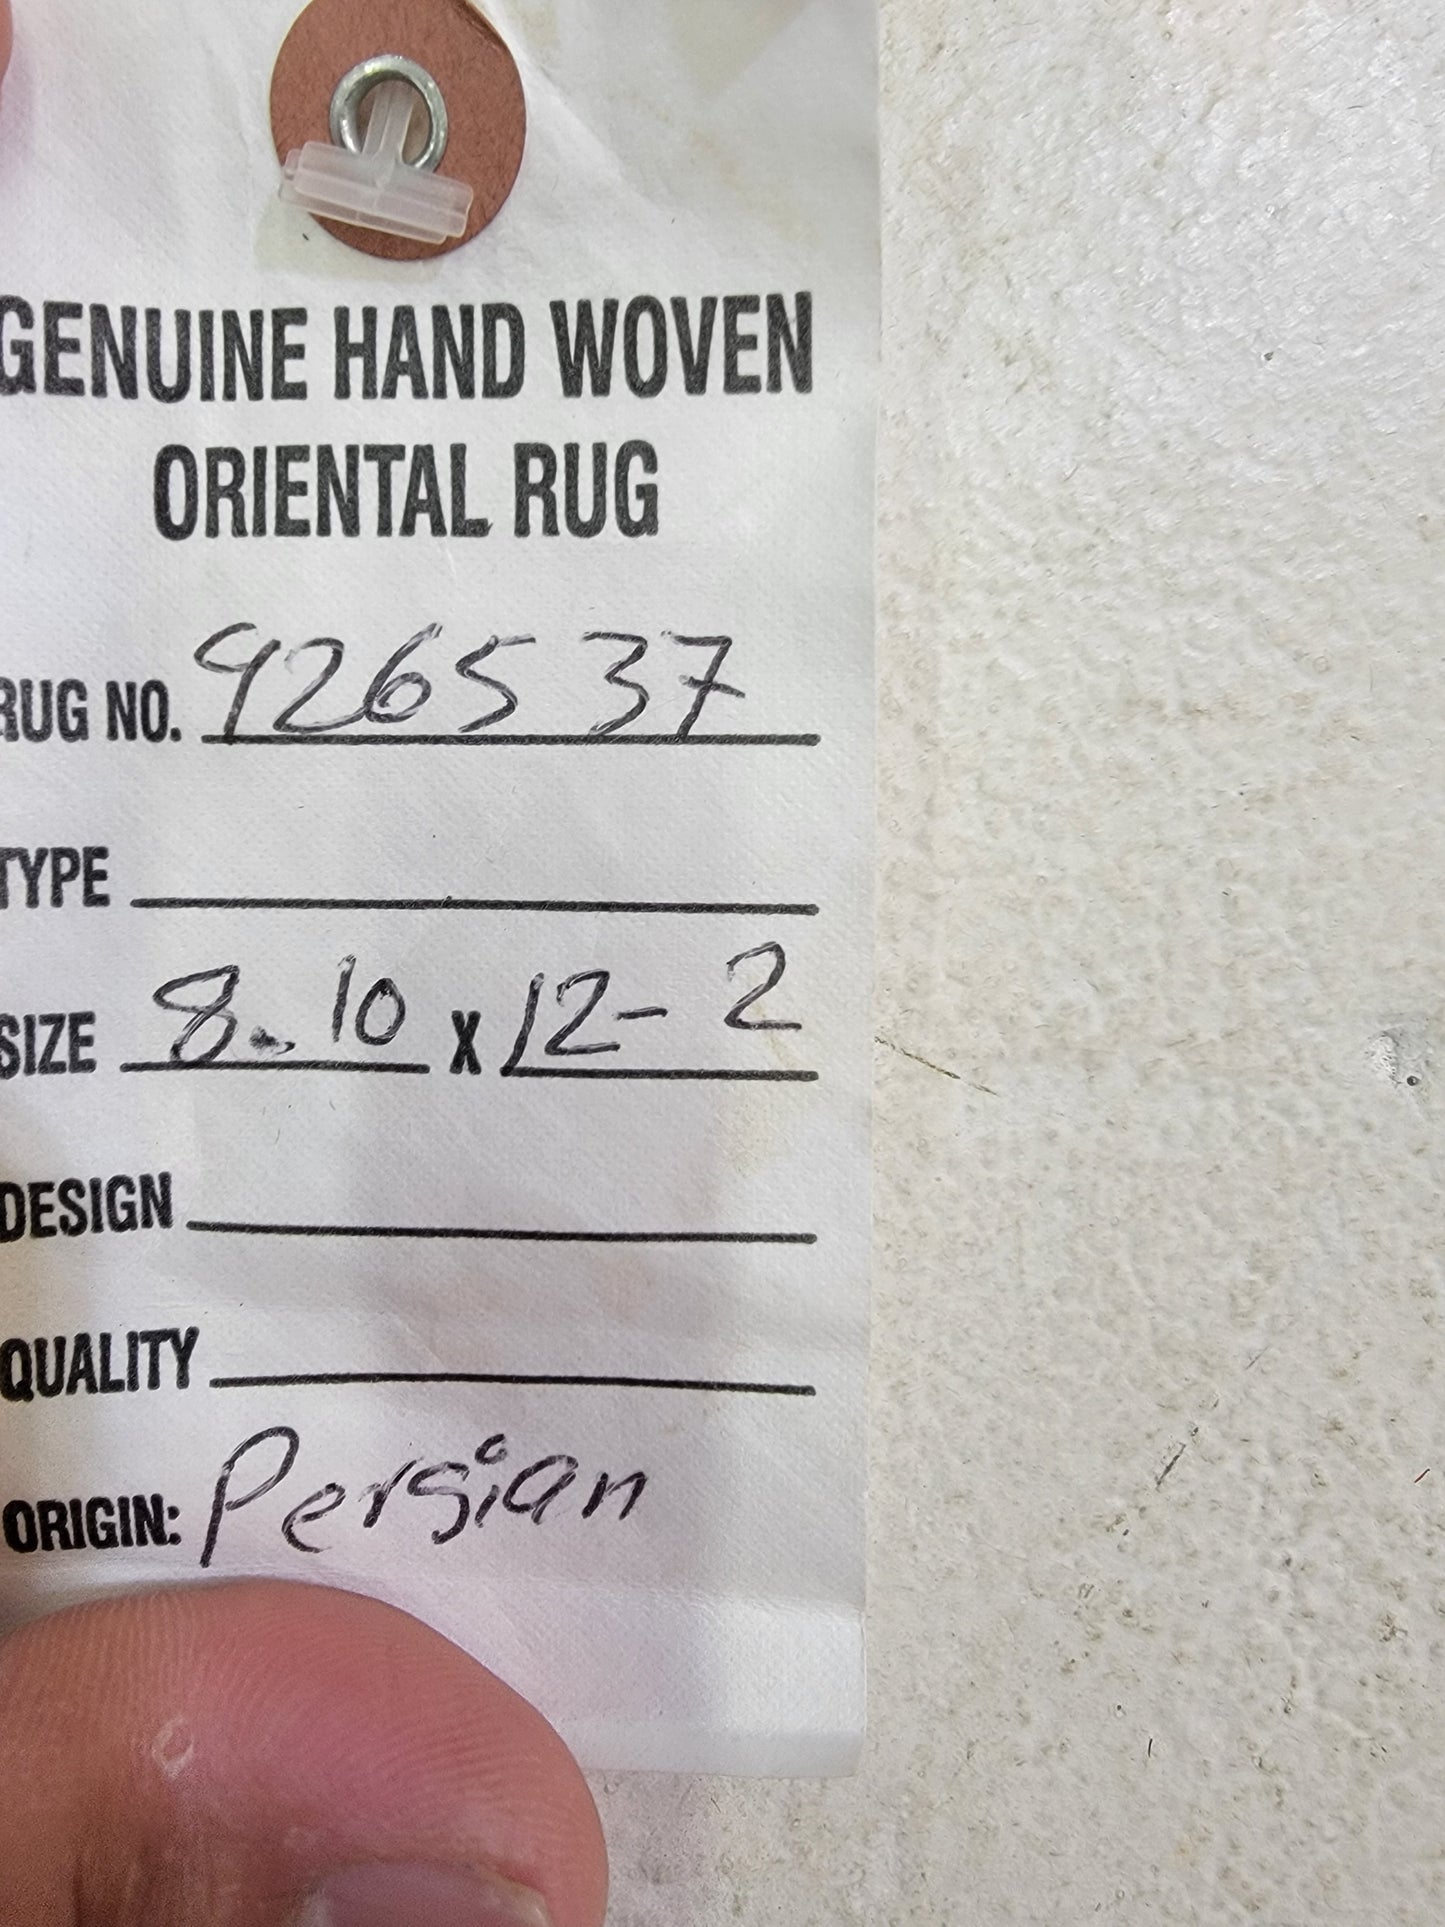 GENUINE HAND WOVEN
ORIENTAL RUG
RUG NO. 926537
TYPE
SIZE 8.10 x 12-2
DESIGN
QUALITY
ORIGIN: Persian